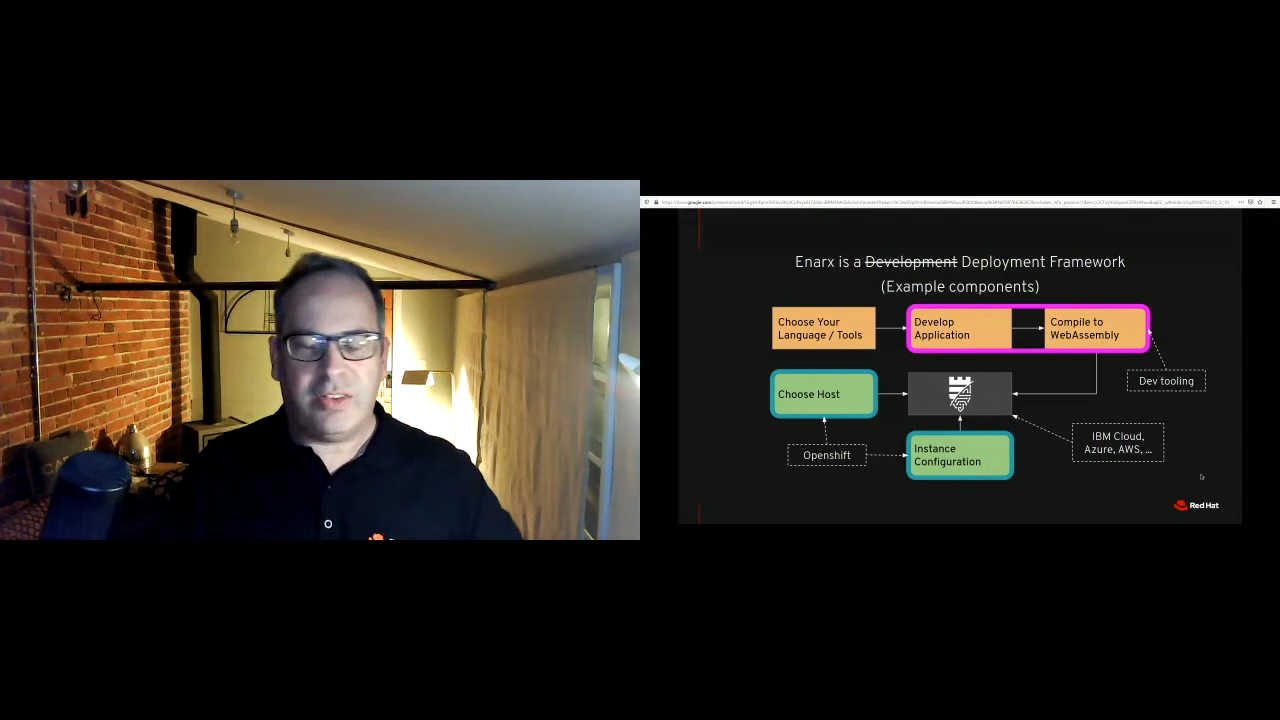 Enarx is a Development Deployment Framework
(Example components)
Choose Your
Language / Tools
Develop
Application
Compile to
WebAssembly
Choose Host
Dev tooling
Openshift
Instance
Configuration
IBM Cloud,
Azure, AWS, ...
Red Hat